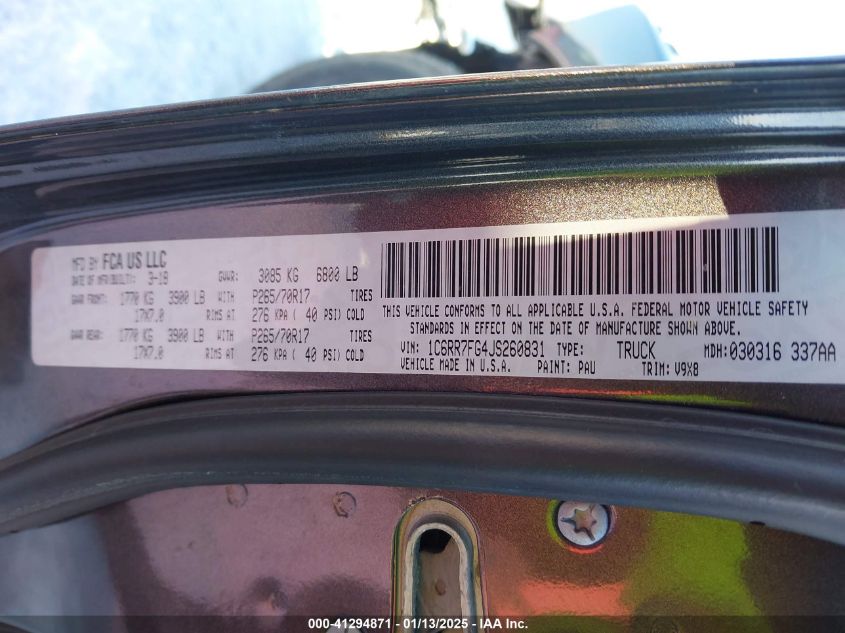 MFD BY FCA US LLC
DATE OF MFR(BUILT): 3-18 GVWR: 3085 KG 6800 LB
GAWR FRONT: 1770 KG 3900 LB WITH P265/70R17 TIRES
17X7.0 RIMS AT 276 KPA ( 40 PSI) COLD
GAWR REAR: 1770 KG 3900 LB WITH P265/70R17 TIRES
17X7.0 RIMS AT 276 KPA ( 40 PSI) COLD
THIS VEHICLE CONFORMS TO ALL APPLICABLE U.S.A. FEDERAL MOTOR VEHICLE SAFETY
STANDARDS IN EFFECT ON THE DATE OF MANUFACTURE SHOWN ABOVE.
VIN: 1C6RR7FG4JS260831 TYPE: TRUCK MDH:030316 337AA
VEHICLE MADE IN U.S.A. PAINT: PAU TRIM: V9X8
000-41294871 — 01/13/2025 — IAA Inc.